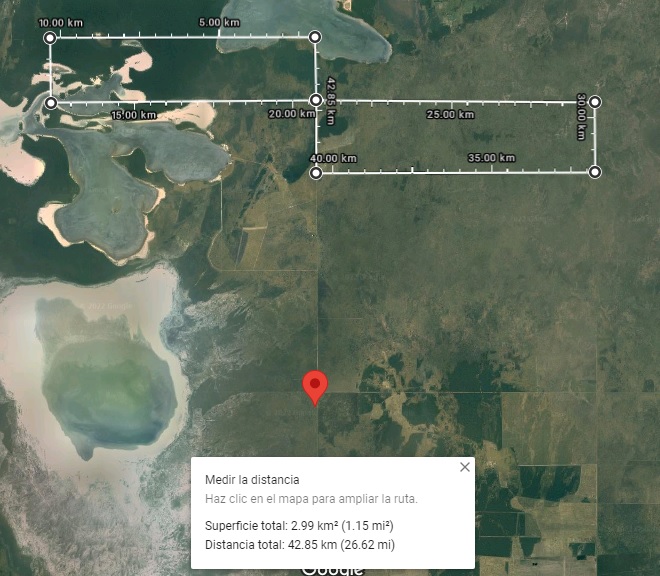 10.00 km
5.00 km
42.85 km
15.00 km
20.00 km
25.00 km
30.00 km
40.00 km
35.00 km
Medir la distancia
Haz clic en el mapa para ampliar la ruta.
Superficie total: 2.99 km² (1.15 mi²)
Distancia total: 42.85 km (26.62 mi)
Google